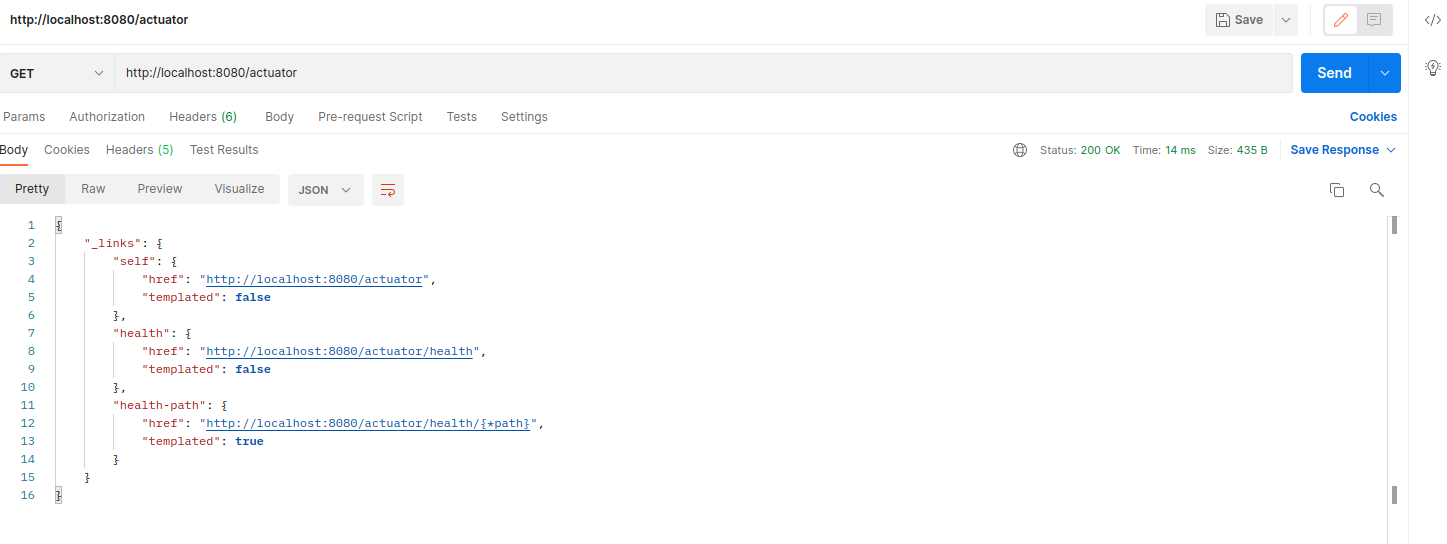 http://localhost:8080/actuator
Save
GET
http://localhost:8080/actuator
Send
Params Authorization Headers (6) Body Pre-request Script Tests Settings Cookies
Body Cookies Headers (5) Test Results Status: 200 OK Time: 14 ms Size: 435 B Save Response
Pretty Raw Preview Visualize JSON
1 {
2 "_links": {
3 "self": {
4 "href": "http://localhost:8080/actuator",
5 "templated": false
6 },
7 "health": {
8 "href": "http://localhost:8080/actuator/health",
9 "templated": false
10 },
11 "health-path": {
12 "href": "http://localhost:8080/actuator/health/{*path}",
13 "templated": true
14 }
15 }
16 }